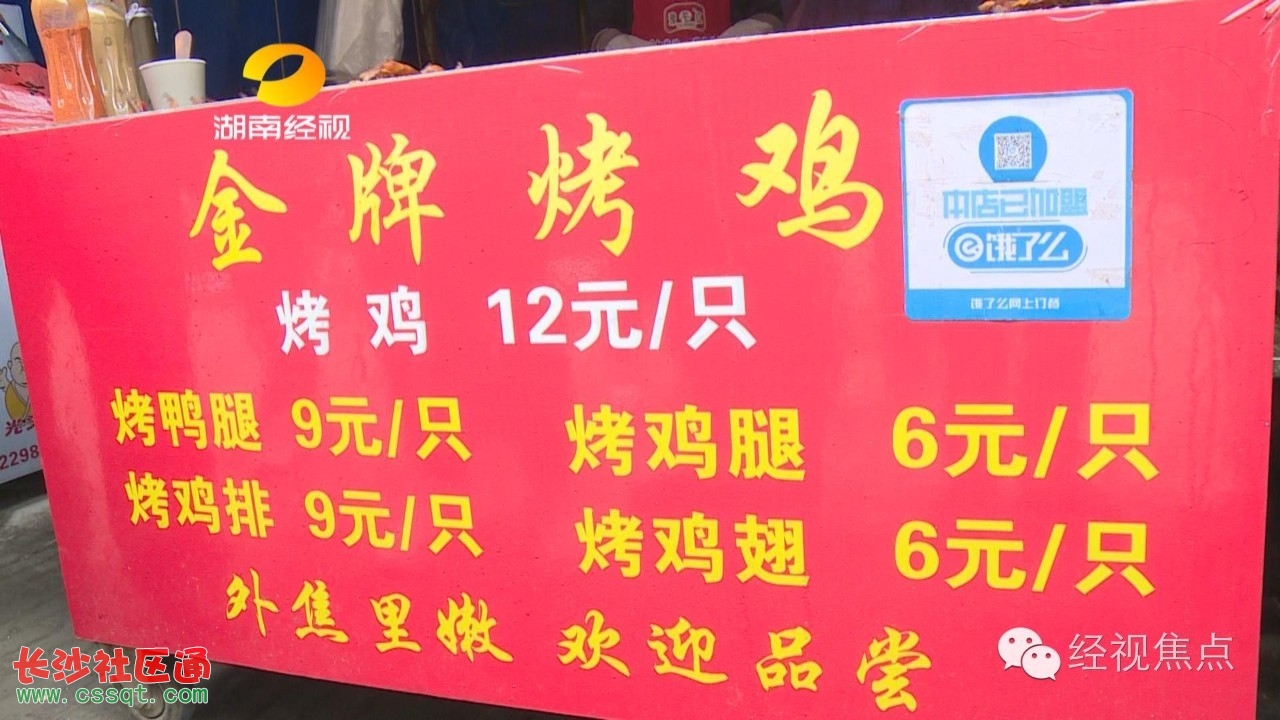 湖南经视
金牌烤鸡
本店已加盟
饿了么
饿了么网上订餐
烤鸡 12元/只
烤鸭腿 9元/只 烤鸡腿 6元/只
烤鸡排 9元/只 烤鸡翅 6元/只
外焦里嫩 欢迎品尝
2298
长沙社区通
www.cssqt.com
经视焦点